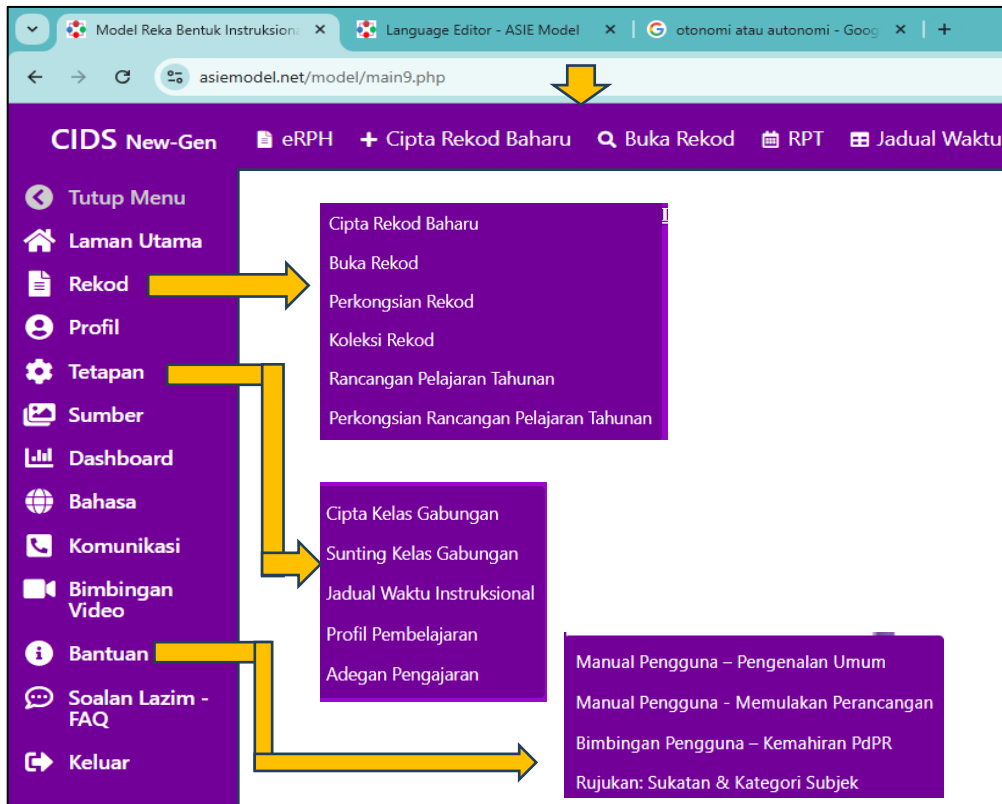 Model Reka Bentuk Instruksion
Language Editor - ASIE Model
otonomi atau autonomi - Goog
asiemodel.net/model/main9.php
CIDS New-Gen
eRPH
Cipta Rekod Baharu
Buka Rekod
RPT
Jadual Waktu
Tutup Menu
Laman Utama
Rekod
Profil
Tetapan
Sumber
Dashboard
Bahasa
Komunikasi
Bimbingan
Video
Bantuan
Soalan Lazim -
FAQ
Keluar
Cipta Rekod Baharu
Buka Rekod
Perkongsian Rekod
Koleksi Rekod
Rancangan Pelajaran Tahunan
Perkongsian Rancangan Pelajaran Tahunan
Cipta Kelas Gabungan
Sunting Kelas Gabungan
Jadual Waktu Instruksional
Profil Pembelajaran
Adegan Pengajaran
Manual Pengguna – Pengenalan Umum
Manual Pengguna - Memulakan Perancangan
Bimbingan Pengguna – Kemahiran PdPR
Rujukan: Sukatan & Kategori Subjek